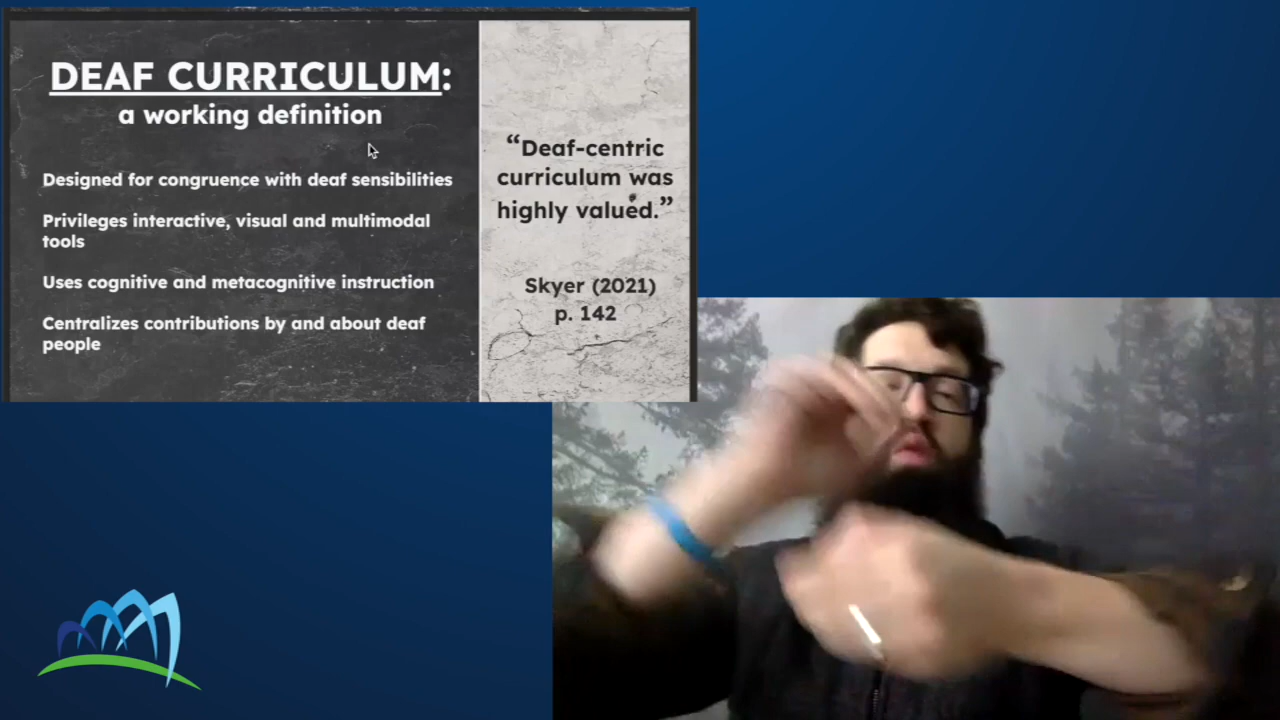 DEAF CURRICULUM:
a working definition
Designed for congruence with deaf sensibilities
Privileges interactive, visual and multimodal
tools
Uses cognitive and metacognitive instruction
Centralizes contributions by and about deaf
people
“Deaf-centric
curriculum was
highly valued.”
Skyer (2021)
p. 142